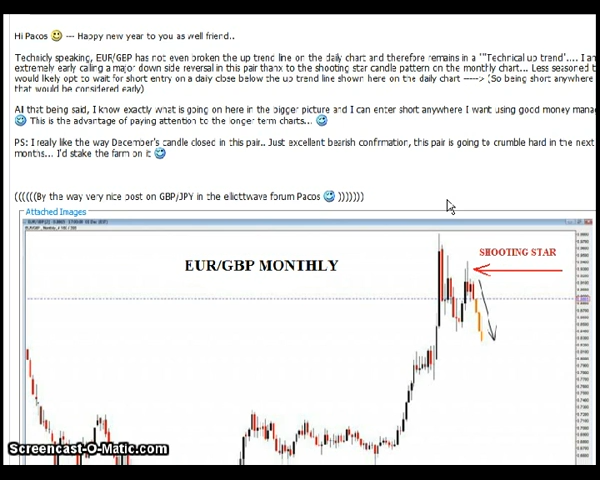 Hi Pacos --- Happy new year to you as well friend..
Technicly speaking, EUR/GBP has not even broken the up trend line on the daily chart and therefore remains in a '"Technical up trend'.... I am
extremely early calling a major down side reversal in this pair thanx to the shooting star candle pattern on the monthly chart... Less seasoned t
would likely opt to wait for short entry on a daily close below the up trend line shown here on the daily chart -----> (So being short anywhere
that would be considered early)
All that being said, I know exactly what is going on here in the bigger picture and I can enter short anywhere I want using good money mana
This is the advantage of paying attention to the longer term charts...
PS: I really like the way December's candle closed in this pair.. Just excellent bearish confirmation, this pair is going to crumble hard in the next
months... I'd stake the farm on it
((((((By the way very nice post on GBP/JPY in the elicttwave forum Pacos )))))))
Attached Images
EUR/GBP MONTHLY
SHOOTING STAR
Screencast-O-Matic.com